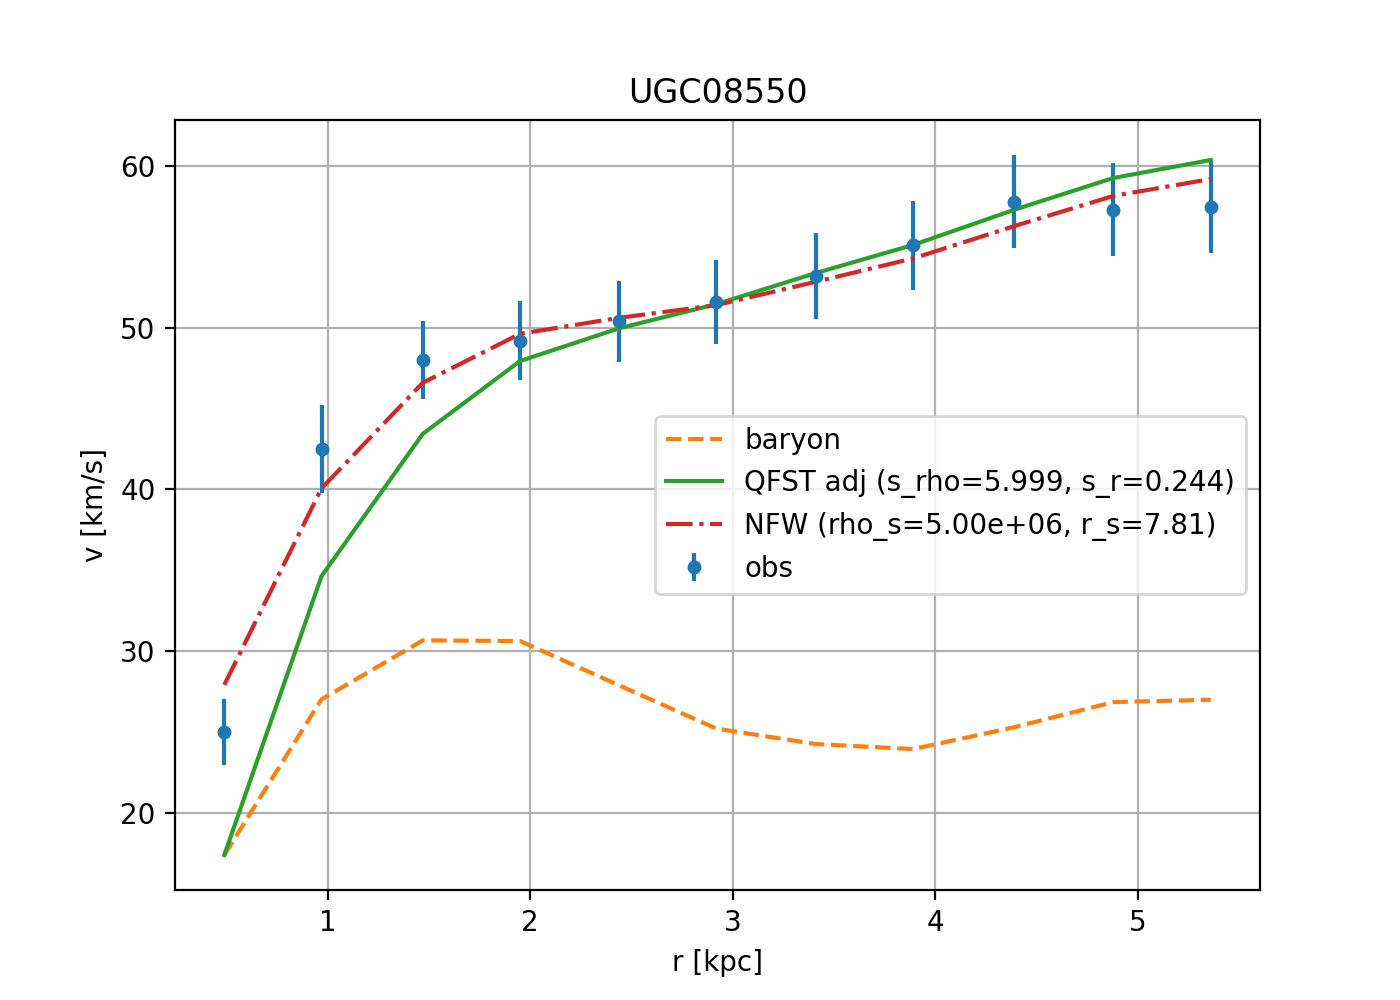 UGC08550
60
50
40
30
20
v [km/s]
baryon
QFST adj (s_rho=5.999, s_r=0.244)
NFW (rho_s=5.00e+06, r_s=7.81)
obs
1 2 3 4 5
r [kpc]